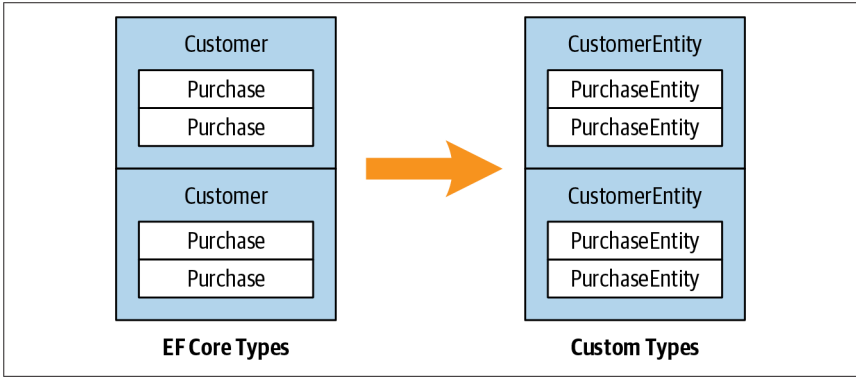 Customer
Purchase
Purchase
Customer
Purchase
Purchase
EF Core Types
CustomerEntity
PurchaseEntity
PurchaseEntity
CustomerEntity
PurchaseEntity
PurchaseEntity
Custom Types